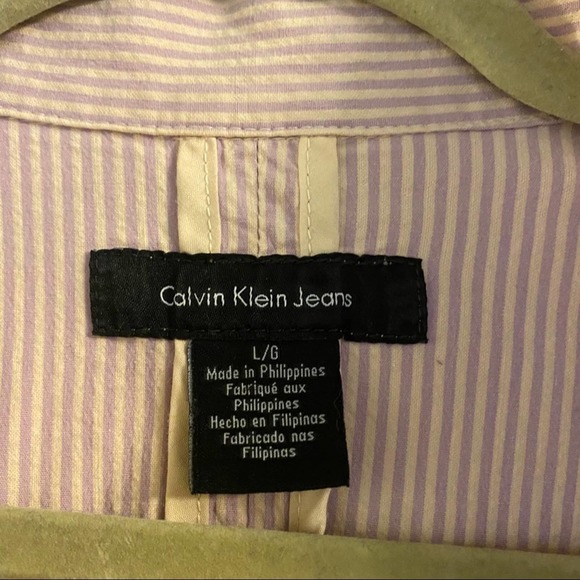 Calvin Klein Jeans
L/G
Made in Philippines
Fabriqué aux
Philippines
Hecho en Filipinas
Fabricado nas
Filipinas